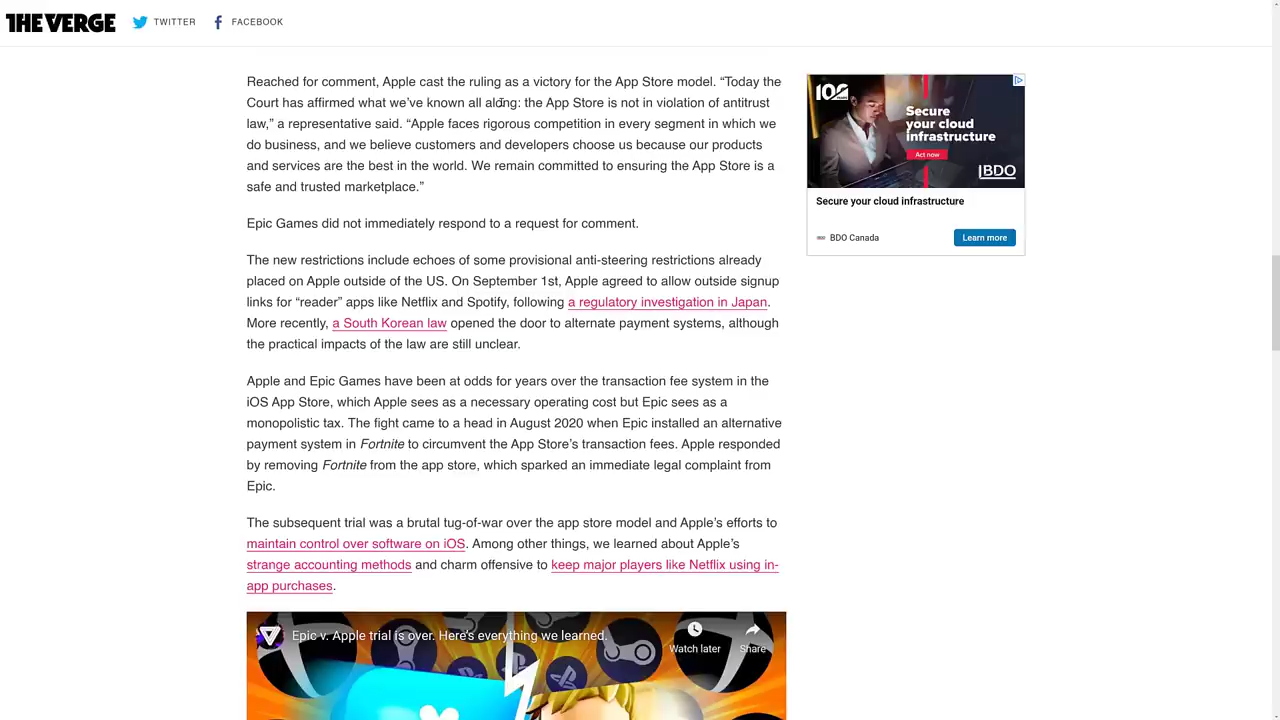 THE VERGE TWITTER FACEBOOK
Reached for comment, Apple cast the ruling as a victory for the App Store model. “Today the
Court has affirmed what we’ve known all along: the App Store is not in violation of antitrust
law,” a representative said. “Apple faces rigorous competition in every segment in which we
do business, and we believe customers and developers choose us because our products
and services are the best in the world. We remain committed to ensuring the App Store is a
safe and trusted marketplace.”
Epic Games did not immediately respond to a request for comment.
The new restrictions include echoes of some provisional anti-steering restrictions already
placed on Apple outside of the US. On September 1st, Apple agreed to allow outside signup
links for “reader” apps like Netflix and Spotify, following a regulatory investigation in Japan.
More recently, a South Korean law opened the door to alternate payment systems, although
the practical impacts of the law are still unclear.
Apple and Epic Games have been at odds for years over the transaction fee system in the
iOS App Store, which Apple sees as a necessary operating cost but Epic sees as a
monopolistic tax. The fight came to a head in August 2020 when Epic installed an alternative
payment system in Fortnite to circumvent the App Store’s transaction fees. Apple responded
by removing Fortnite from the app store, which sparked an immediate legal complaint from
Epic.
The subsequent trial was a brutal tug-of-war over the app store model and Apple’s efforts to
maintain control over software on iOS. Among other things, we learned about Apple’s
strange accounting methods and charm offensive to keep major players like Netflix using in-
app purchases.
Epic v. Apple trial is over. Here’s everything we learned.
Watch later Share
Secure
your cloud
infrastructure
Act now
BDO
Secure your cloud infrastructure
BDO Canada Learn more